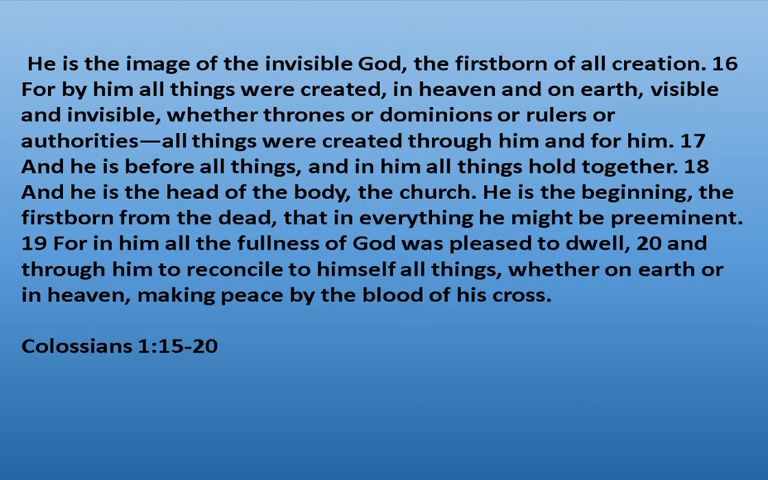 He is the image of the invisible God, the firstborn of all creation. 16
For by him all things were created, in heaven and on earth, visible
and invisible, whether thrones or dominions or rulers or
authorities—all things were created through him and for him. 17
And he is before all things, and in him all things hold together. 18
And he is the head of the body, the church. He is the beginning, the
firstborn from the dead, that in everything he might be preeminent.
19 For in him all the fullness of God was pleased to dwell, 20 and
through him to reconcile to himself all things, whether on earth or
in heaven, making peace by the blood of his cross.
Colossians 1:15-20